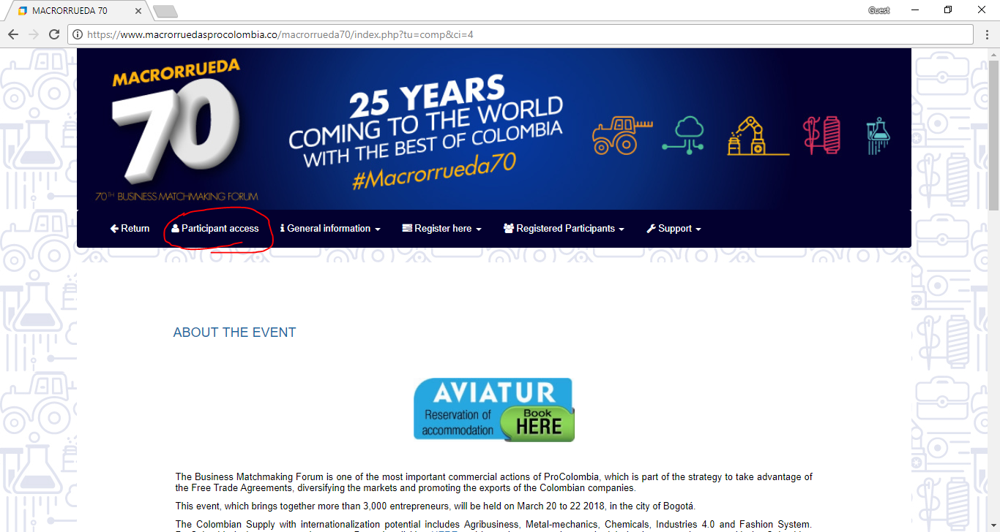 MACRORRUEDA 70
Guest
https://www.macrorruedasprocolombia.co/macrorrueda70/index.php?tu=comp&ci=4
MACRORRUEDA
70
70TH BUSINESS MATCHMAKING FORUM
25 YEARS
COMING TO THE WORLD
WITH THE BEST OF COLOMBIA
#Macrorrueda70
Return Participant access General information Register here Registered Participants Support
ABOUT THE EVENT
AVIATUR
Reservation of
accommodation
Book
HERE
The Business Matchmaking Forum is one of the most important commercial actions of ProColombia, which is part of the strategy to take advantage of
the Free Trade Agreements, diversifying the markets and promoting the exports of the Colombian companies.
This event, which brings together more than 3,000 entrepreneurs, will be held on March 20 to 22 2018, in the city of Bogotá.
The Colombian Supply with internationalization potential includes Agribusiness, Metal-mechanics, Chemicals, Industries 4.0 and Fashion System.